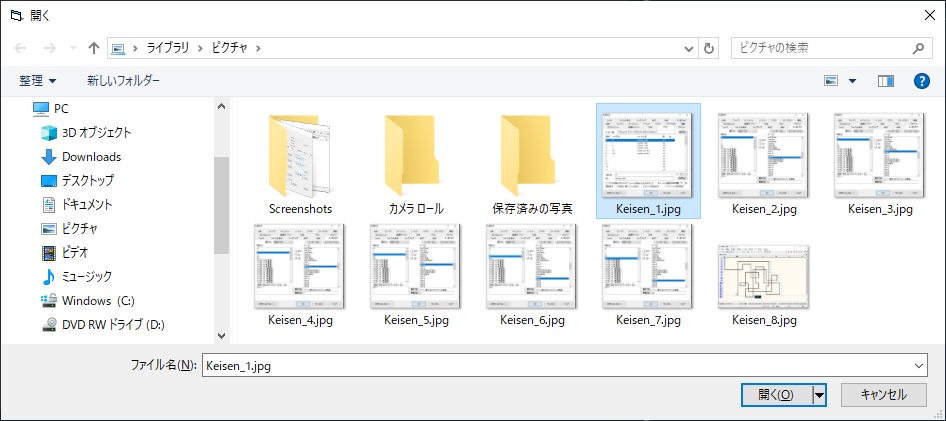 開く
ライブラリ › ピクチャ ›
ピクチャの検索
整理
新しいフォルダー
?
PC
3D オブジェクト
Downloads
デスクトップ
ドキュメント
ピクチャ
ビデオ
ミュージック
Windows (C:)
DVD RW ドライブ (D:)
Screenshots
カメラ ロール
保存済みの写真
Keisen_1.jpg
Keisen_2.jpg
Keisen_3.jpg
Keisen_4.jpg
Keisen_5.jpg
Keisen_6.jpg
Keisen_7.jpg
Keisen_8.jpg
ファイル名(N):
Keisen_1.jpg
開く(O)
キャンセル